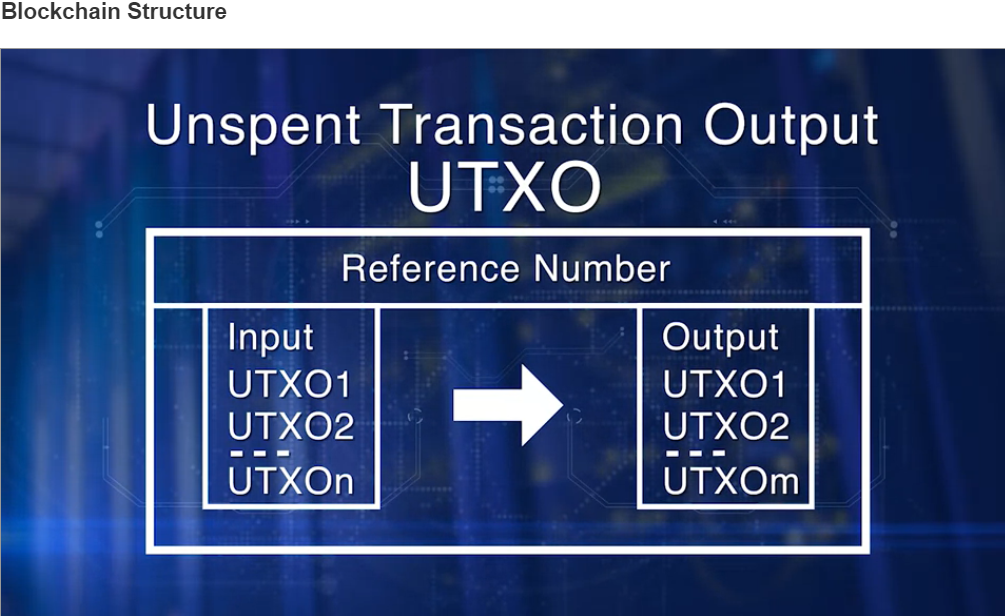 Blockchain Structure
Unspent Transaction Output
UTXO
Reference Number
Input
UTXO1
UTXO2
---
UTXOn
Output
UTXO1
UTXO2
---
UTXOm